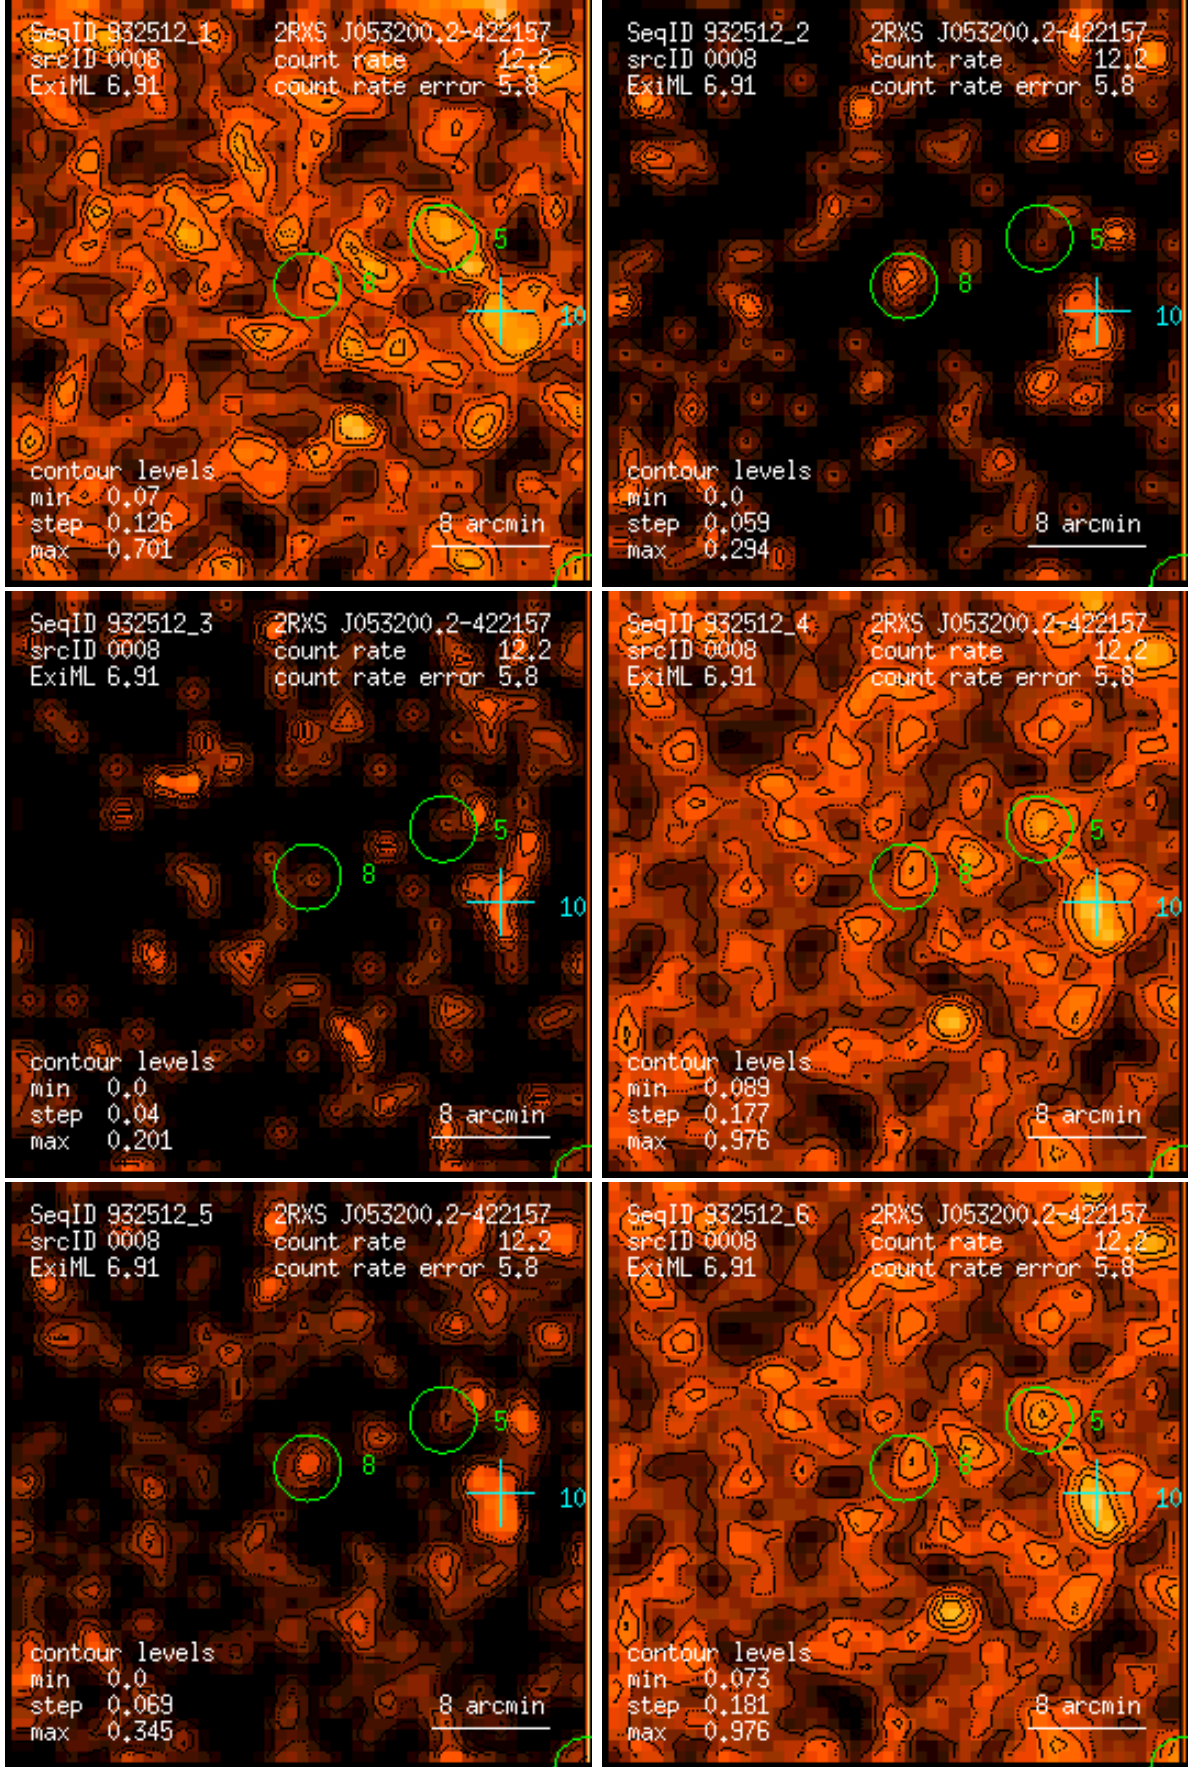 SeqID 932512_1 2RXS J053200.2-422157
srcID 0008 count rate 12.2
ExiML 6.91 count rate error 5.8
5
8
10
contour levels
min 0.07
step 0.126
max 0.701
8 arcmin
SeqID 932512_2 2RXS J053200.2-422157
srcID 0008 count rate 12.2
ExiML 6.91 count rate error 5.8
5
8
10
contour levels
min 0.0
step 0.059
max 0.294
8 arcmin
SeqID 932512_3 2RXS J053200.2-422157
srcID 0008 count rate 12.2
ExiML 6.91 count rate error 5.8
5
8
10
contour levels
min 0.0
step 0.04
max 0.201
8 arcmin
SeqID 932512_4 2RXS J053200.2-422157
srcID 0008 count rate 12.2
ExiML 6.91 count rate error 5.8
5
8
10
contour levels
min 0.089
step 0.177
max 0.976
8 arcmin
SeqID 932512_5 2RXS J053200.2-422157
srcID 0008 count rate 12.2
ExiML 6.91 count rate error 5.8
5
8
10
contour levels
min 0.0
step 0.069
max 0.345
8 arcmin
SeqID 932512_6 2RXS J053200.2-422157
srcID 0008 count rate 12.2
ExiML 6.91 count rate error 5.8
5
8
10
contour levels
min 0.073
step 0.181
max 0.976
8 arcmin